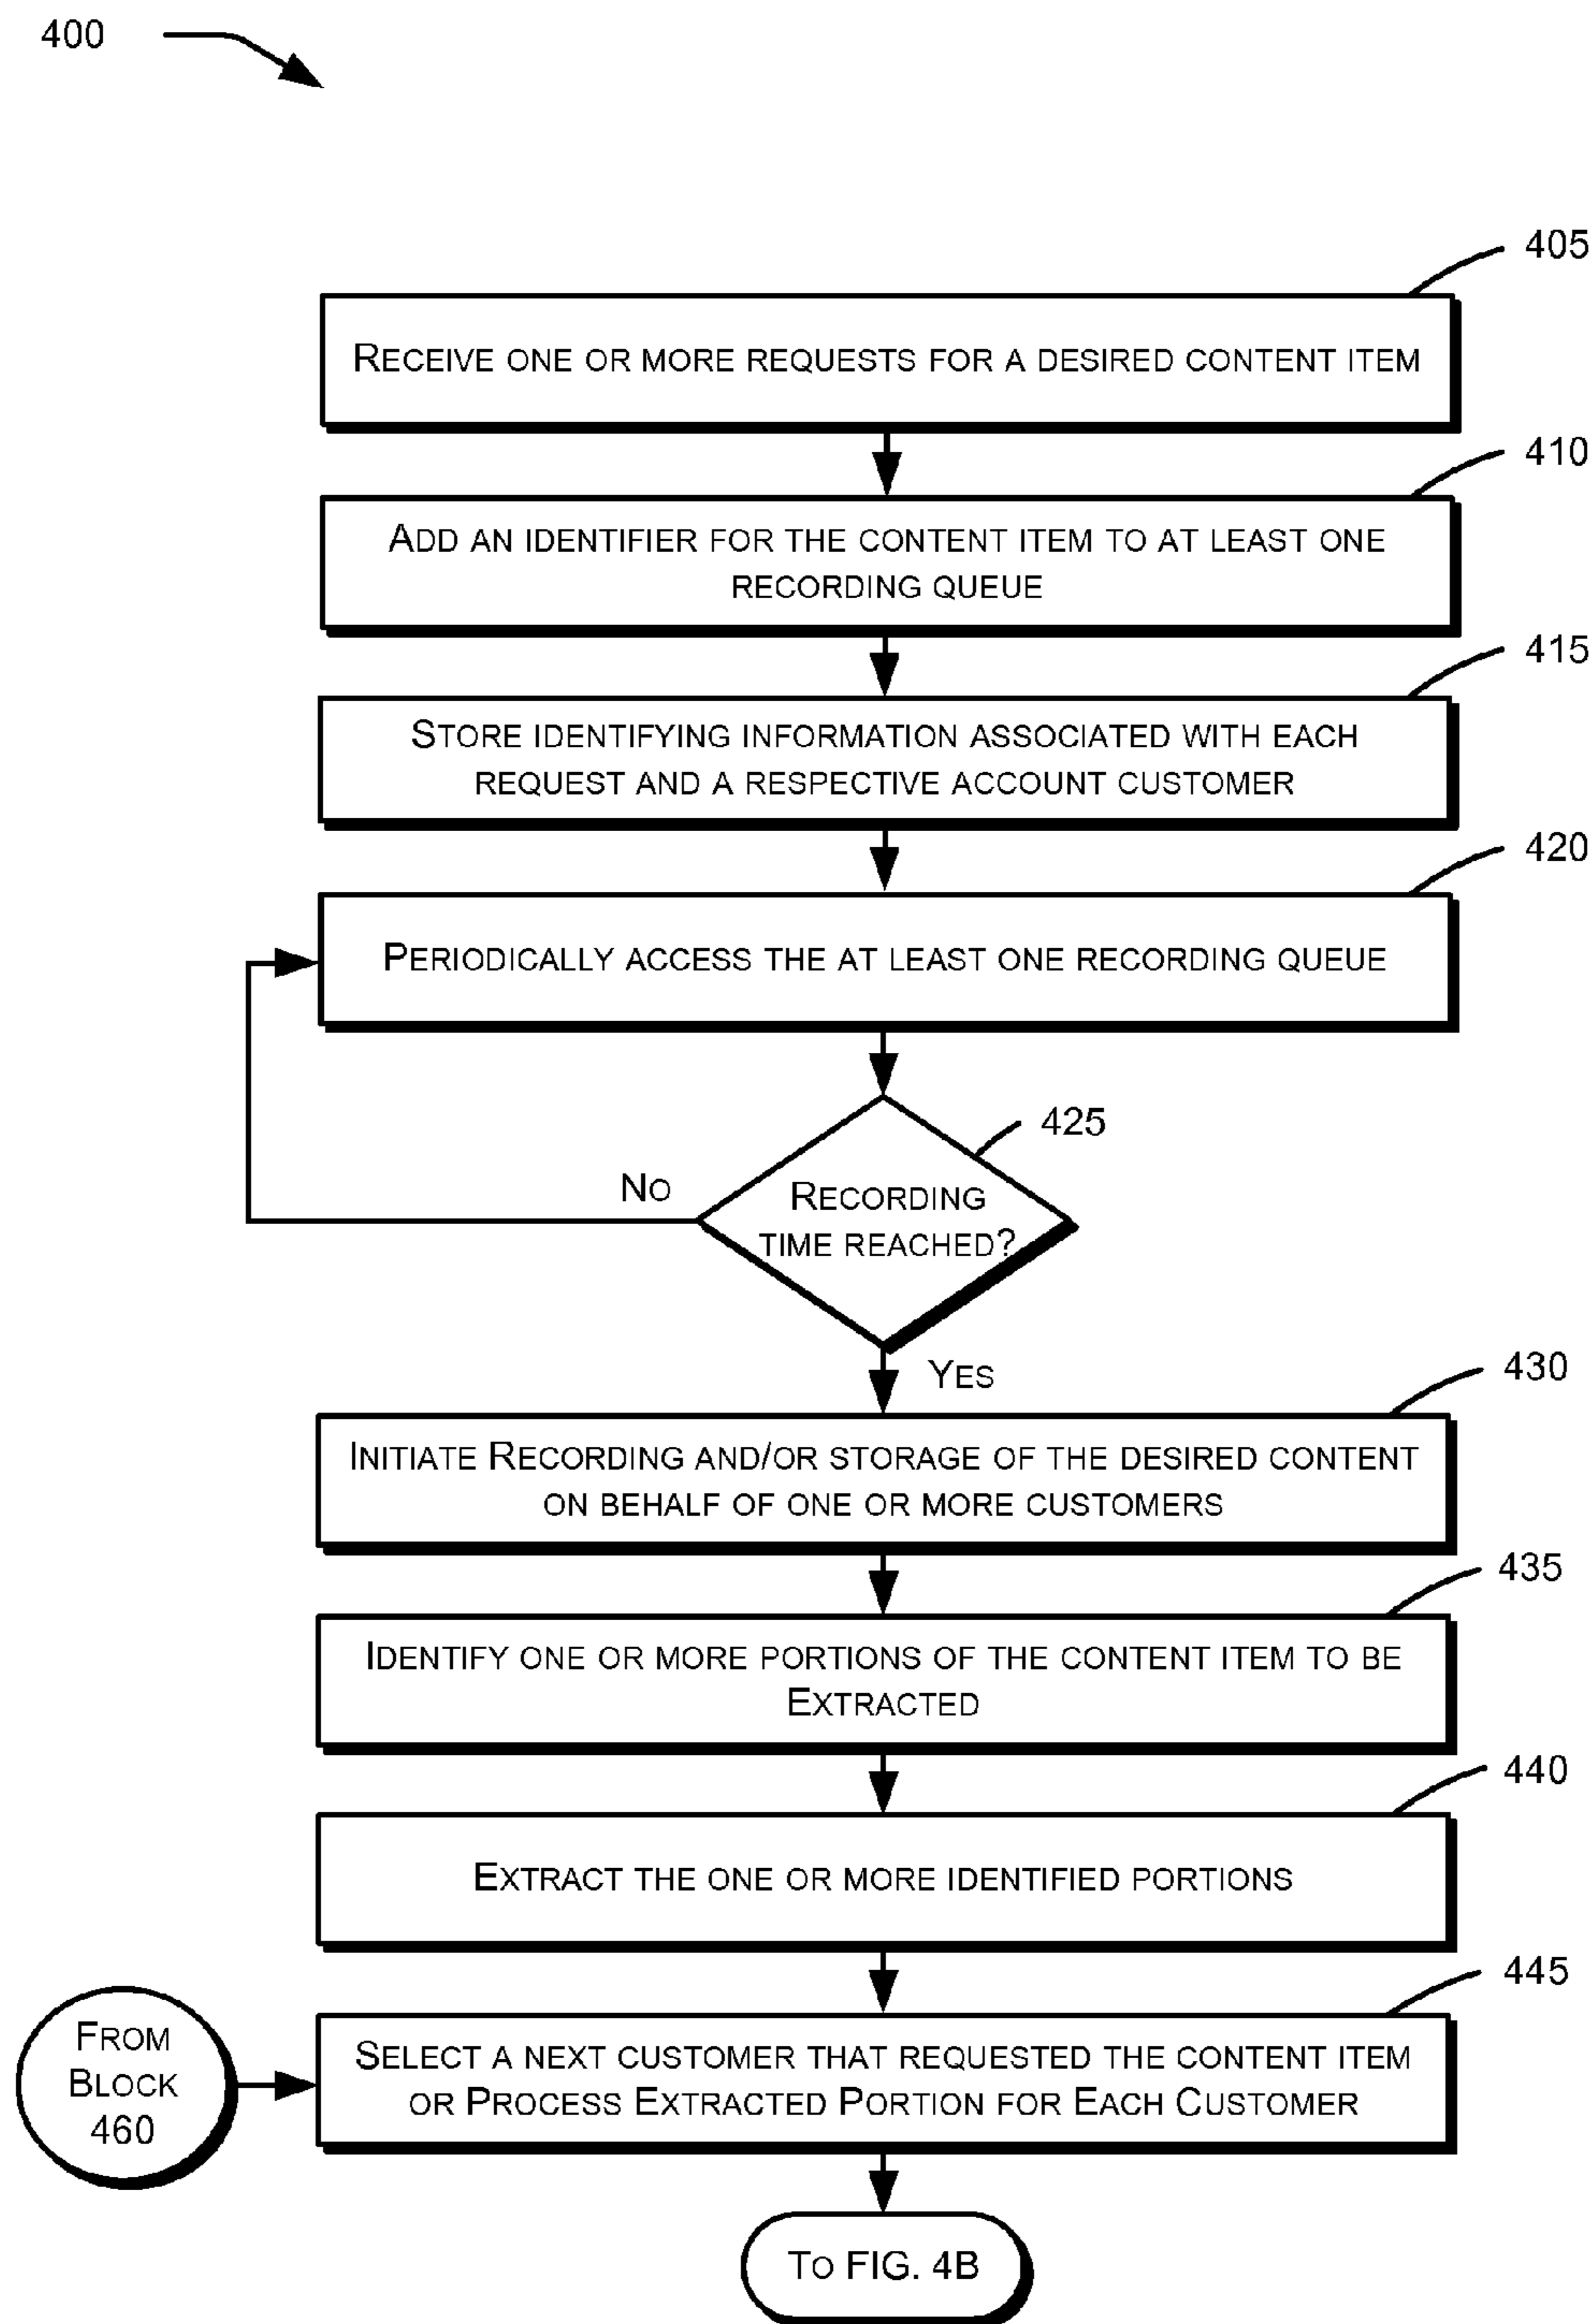 400
405
RECEIVE ONE OR MORE REQUESTS FOR A DESIRED CONTENT ITEM
410
ADD AN IDENTIFIER FOR THE CONTENT ITEM TO AT LEAST ONE
RECORDING QUEUE
415
STORE IDENTIFYING INFORMATION ASSOCIATED WITH EACH
REQUEST AND A RESPECTIVE ACCOUNT CUSTOMER
420
PERIODICALLY ACCESS THE AT LEAST ONE RECORDING QUEUE
425
NO
RECORDING
TIME REACHED?
YES
430
INITIATE RECORDING AND/OR STORAGE OF THE DESIRED CONTENT
ON BEHALF OF ONE OR MORE CUSTOMERS
435
IDENTIFY ONE OR MORE PORTIONS OF THE CONTENT ITEM TO BE
EXTRACTED
440
EXTRACT THE ONE OR MORE IDENTIFIED PORTIONS
445
FROM
BLOCK
460
SELECT A NEXT CUSTOMER THAT REQUESTED THE CONTENT ITEM
OR PROCESS EXTRACTED PORTION FOR EACH CUSTOMER
TO FIG. 4B